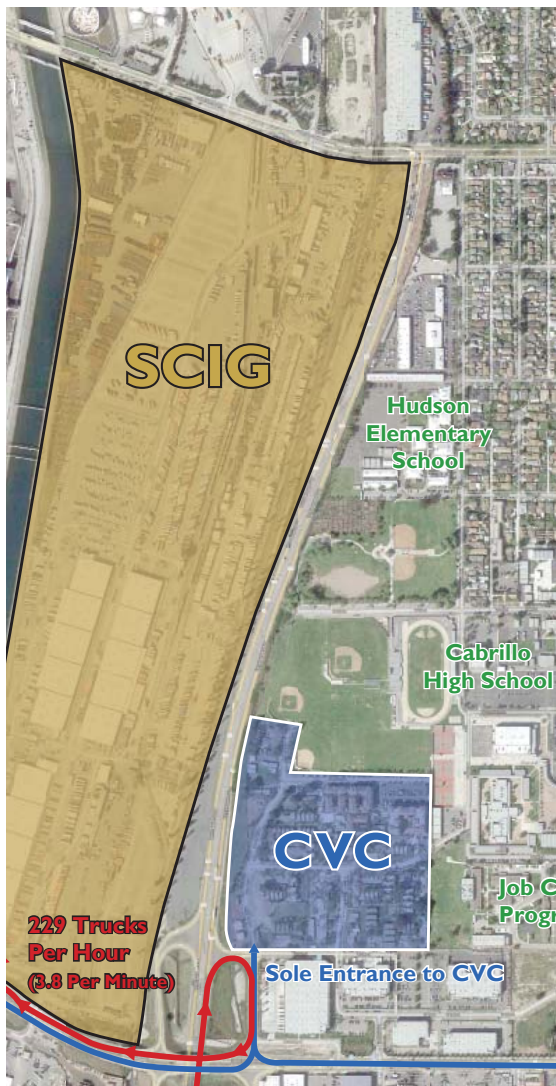 SCIG
Hudson
Elementary
School
Cabrillo
High School
CVC
Job C
Progr
229 Trucks
Per Hour
(3.8 Per Minute)
Sole Entrance to CVC